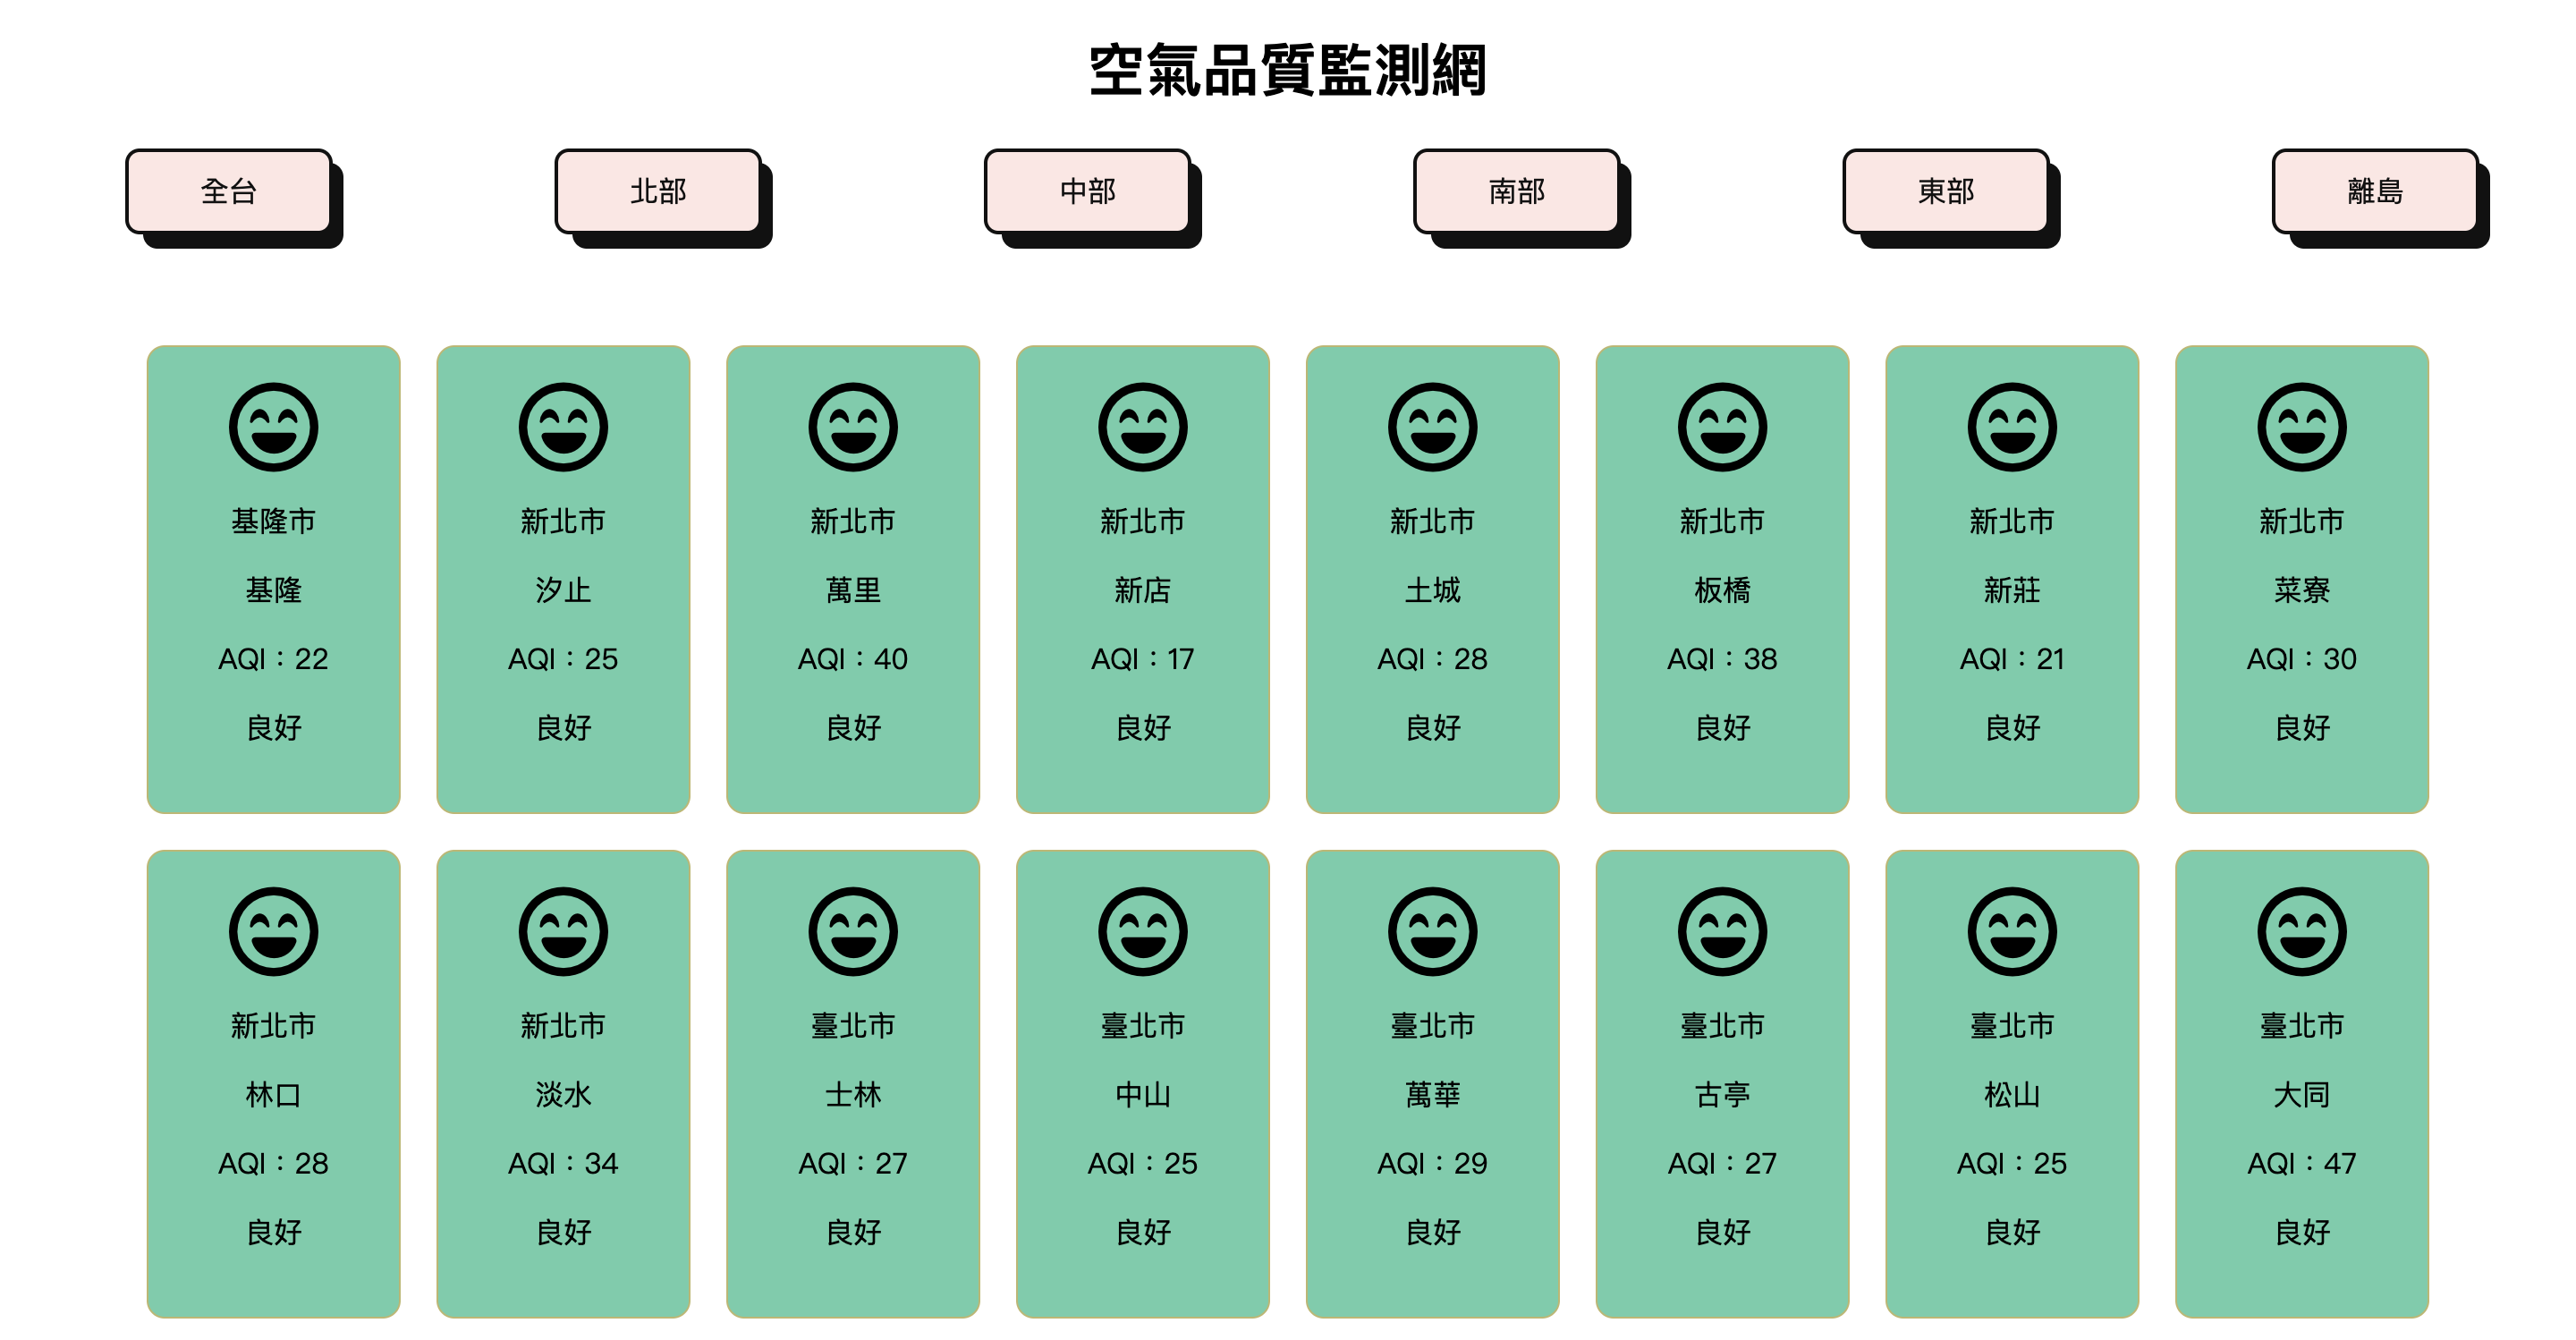 空氣品質監測網
全台
北部
中部
南部
東部
離島
基隆市
基隆
AQI：22
良好
新北市
汐止
AQI：25
良好
新北市
萬里
AQI：40
良好
新北市
新店
AQI：17
良好
新北市
土城
AQI：28
良好
新北市
板橋
AQI：38
良好
新北市
新莊
AQI：21
良好
新北市
菜寮
AQI：30
良好
新北市
林口
AQI：28
良好
新北市
淡水
AQI：34
良好
臺北市
士林
AQI：27
良好
臺北市
中山
AQI：25
良好
臺北市
萬華
AQI：29
良好
臺北市
古亭
AQI：27
良好
臺北市
松山
AQI：25
良好
臺北市
大同
AQI：47
良好